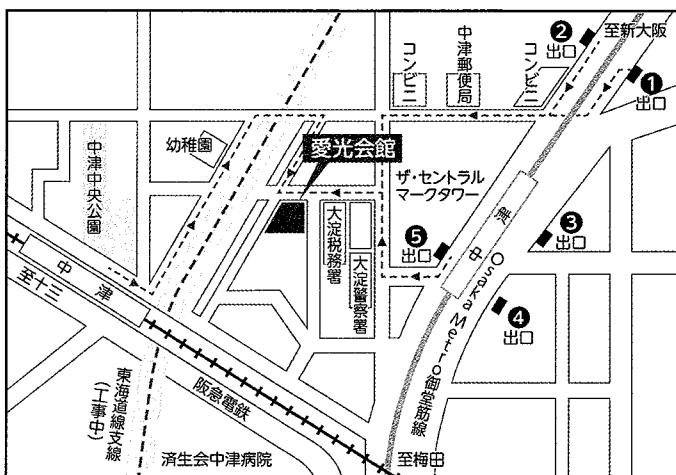 ❷
出口
至新大阪
❶
出口
コンビニ
中津郵便局
コンビニ
幼稚園
愛光会館
中津中央公園
ザ・セントラル
マークタワー
大淀税務署
大淀警察署
❺
出口
中津
❸
出口
❹
出口
Osaka Metro御堂筋線
中津
至十三
東海道線支線
(工事中)
阪急電鉄
済生会中津病院
至梅田